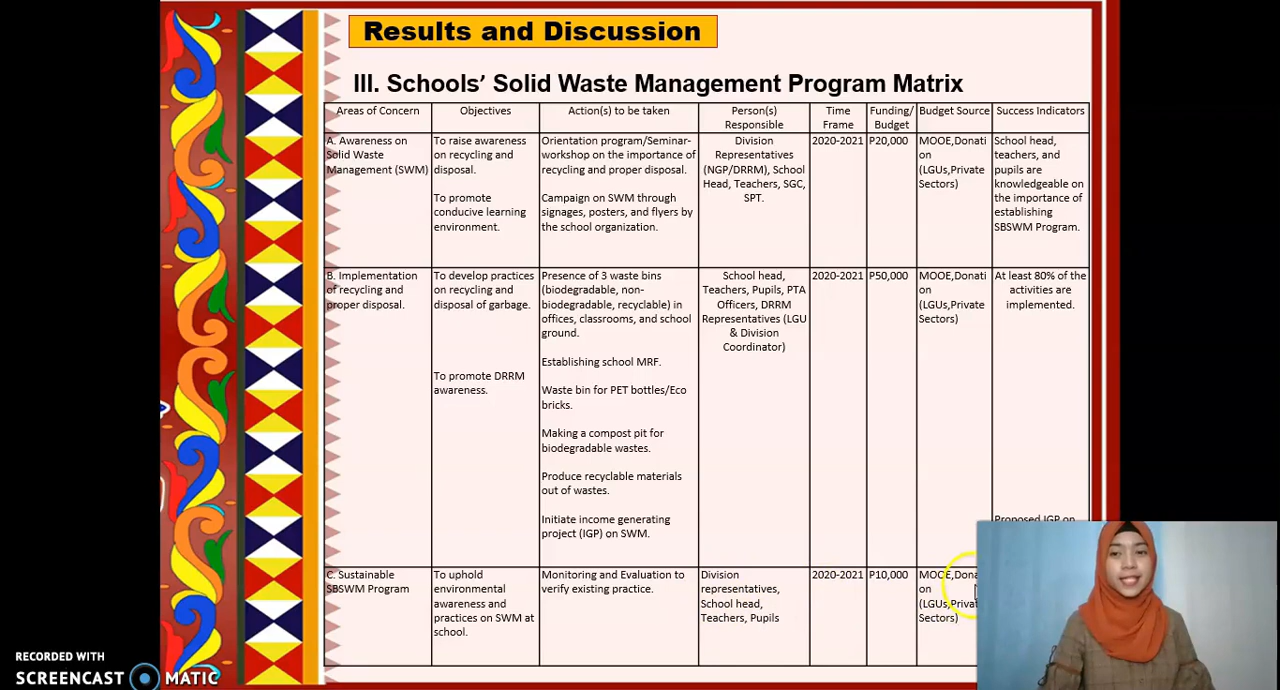 Results and Discussion
III. Schools' Solid Waste Management Program Matrix
Areas of Concern
Objectives
Action(s) to be taken
Person(s)
Responsible
Time
Frame
Funding/
Budget
Budget Source
Success Indicators
A. Awareness on
Solid Waste
Management (SWM)
To raise awareness
on recycling and
disposal.
To promote
conducive learning
environment.
Orientation program/Seminar-
workshop on the importance of
recycling and proper disposal.
Campaign on SWM through
signages, posters, and flyers by
the school organization.
Division
Representatives
(NGP/DRRM), School
Head, Teachers, SGC,
SPT.
2020-2021
P20,000
MOOE,Donati
on
(LGUs,Private
Sectors)
School head,
teachers, and
pupils are
knowledgeable on
the importance of
establishing
SBSWM Program.
B. Implementation
of recycling and
proper disposal.
To develop practices
on recycling and
disposal of garbage.
To promote DRRM
awareness.
Presence of 3 waste bins
(biodegradable, non-
biodegradable, recyclable) in
offices, classrooms, and school
ground.
Establishing school MRF.
Waste bin for PET bottles/Eco
bricks.
Making a compost pit for
biodegradable wastes.
Produce recyclable materials
out of wastes.
Initiate income generating
project (IGP) on SWM.
School head,
Teachers, Pupils, PTA
Officers, DRRM
Representatives (LGU
& Division
Coordinator)
2020-2021
P50,000
MOOE,Donati
on
(LGUs,Private
Sectors)
At least 80% of the
activities are
implemented.
Proposed IGP on
C. Sustainable
SBSWM Program
To uphold
environmental
awareness and
practices on SWM at
school.
Monitoring and Evaluation to
verify existing practice.
Division
representatives,
School head,
Teachers, Pupils
2020-2021
P10,000
MOOE,Dona
on
(LGUs,Privat
Sectors)
RECORDED WITH
SCREENCAST MATIC